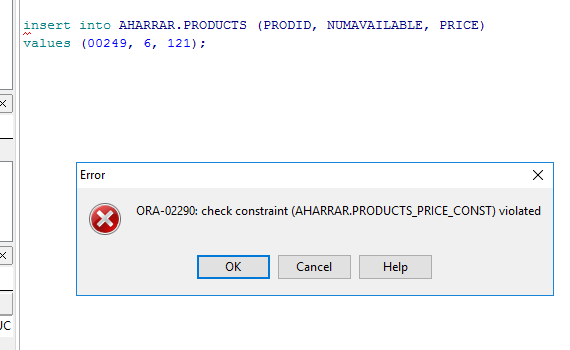 insert into AHARRAR.PRODUCTS (PRODID, NUMAVAILABLE, PRICE)
values (00249, 6, 121);
Error
ORA-02290: check constraint (AHARRAR.PRODUCTS_PRICE_CONST) violated
OK
Cancel
Help